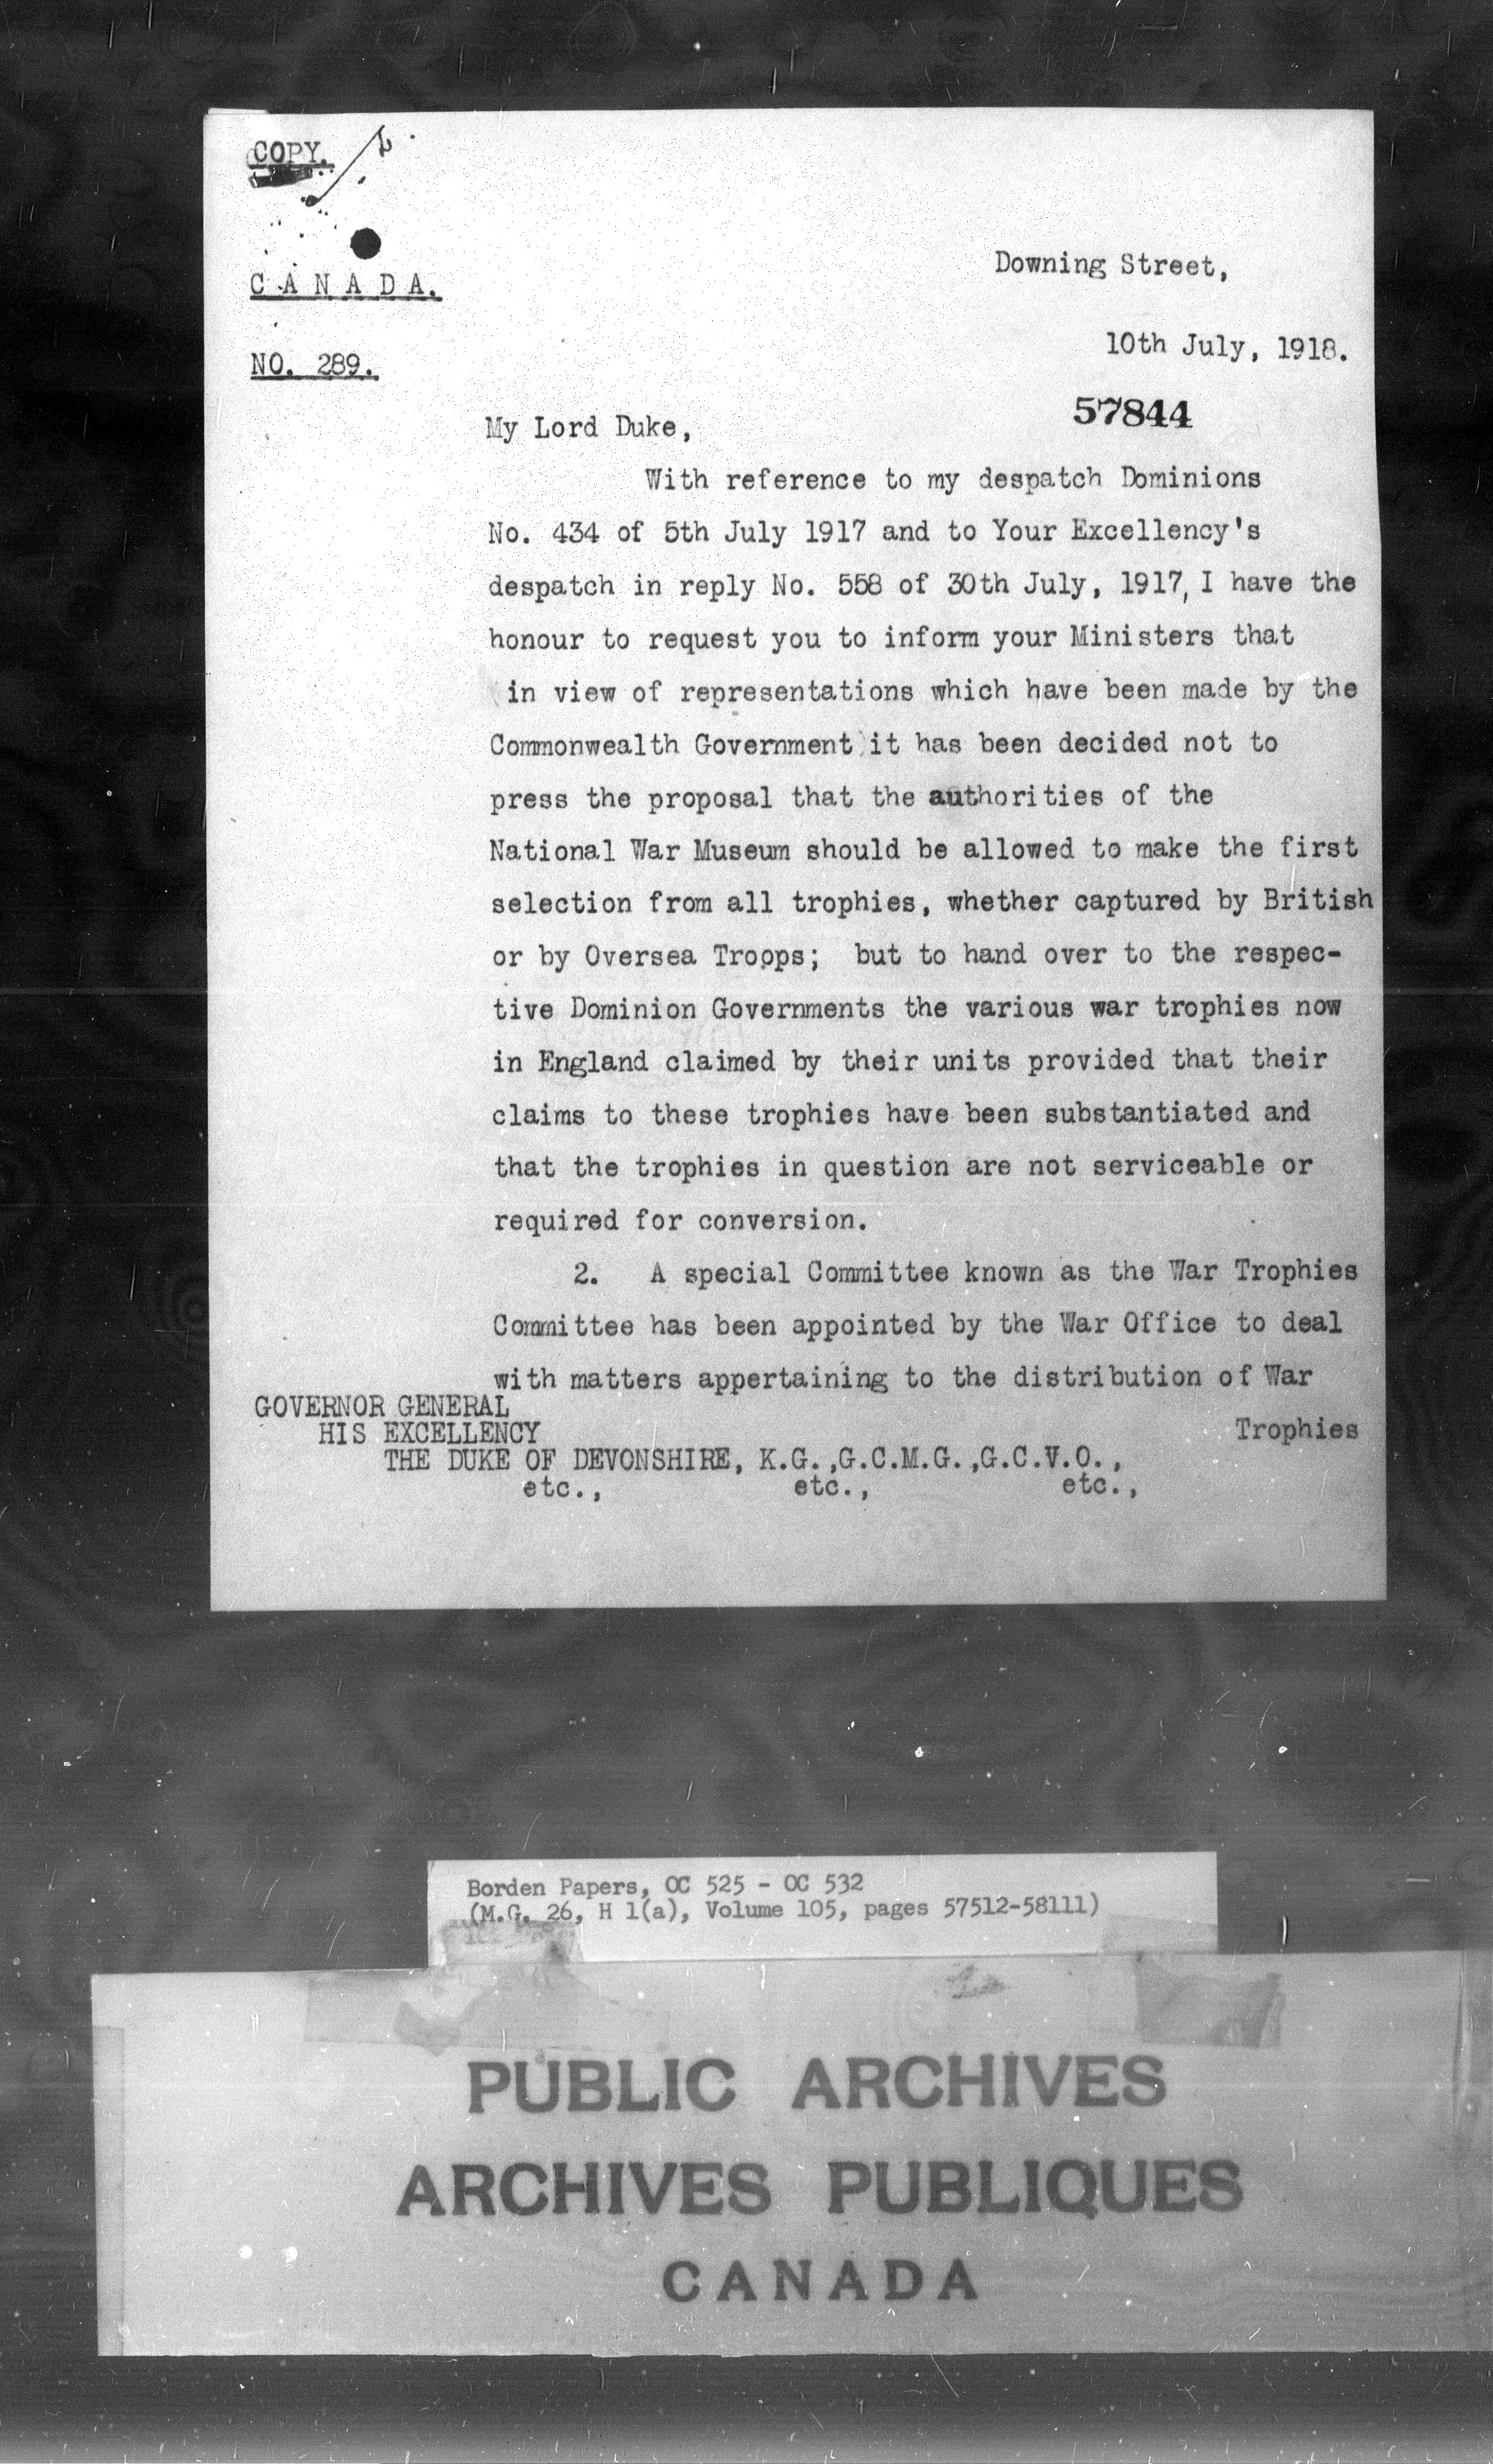 COPY.
CANADA.
NO. 289.
Downing Street,
10th July, 1918.
57844
My Lord Duke,
With reference to my despatch Dominions
No. 434 of 5th July 1917 and to Your Excellency's
despatch in reply No. 558 of 30th July, 1917, I have the
honour to request you to inform your Ministers that
(in view of representations which have been made by the
Commonwealth Government) it has been decided not to
press the proposal that the authorities of the
National War Museum should be allowed to make the first
selection from all trophies, whether captured by British
or by Oversea Troops; but to hand over to the respec-
tive Dominion Governments the various war trophies now
in England claimed by their units provided that their
claims to these trophies have been substantiated and
that the trophies in question are not serviceable or
required for conversion.
2. A special Committee known as the War Trophies
Committee has been appointed by the War Office to deal
with matters appertaining to the distribution of War
Trophies
GOVERNOR GENERAL
HIS EXCELLENCY
THE DUKE OF DEVONSHIRE, K.G.,G.C.M.G.,G.C.V.O.,
etc., etc., etc.,
Borden Papers, OC 525 - OC 532
(M.G. 26, H 1(a), Volume 105, pages 57512-58111)
PUBLIC ARCHIVES
ARCHIVES PUBLIQUES
CANADA